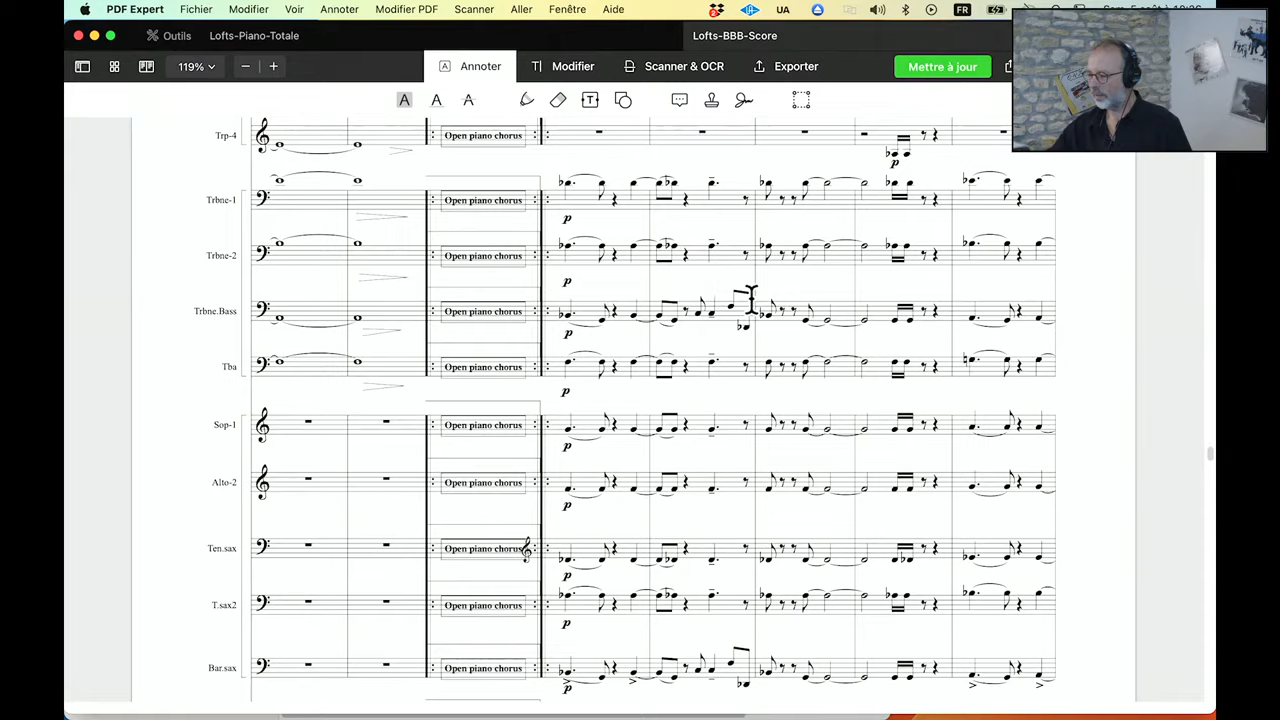 PDF Expert Fichier Modifier Voir Annoter Modifier PDF Scanner Aller Fenêtre Aide UA FR
Outils Lofts-Piano-Totale Lofts-BBB-Score
119% Annoter Modifier Scanner & OCR Exporter Mettre à jour
Trp-4 Open piano chorus p
Trbne-1 Open piano chorus p
Trbne-2 Open piano chorus p
Trbne.Bass Open piano chorus p
Tba Open piano chorus p
Sop-1 Open piano chorus p
Alto-2 Open piano chorus p
Ten.sax Open piano chorus p
T.sax2 Open piano chorus p
Bar.sax Open piano chorus p